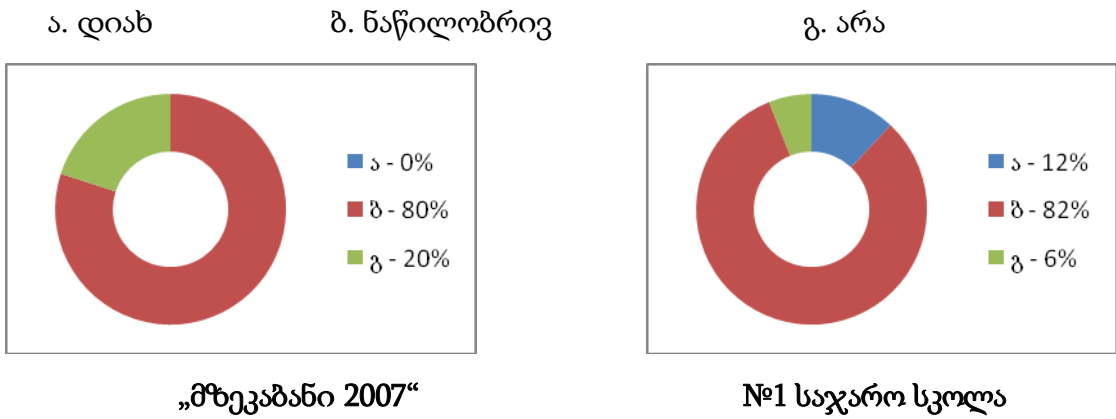 ა. დიახ ბ. ნაწილობრივ გ. არა
ა - 0%
ბ - 80%
გ - 20%
ა - 12%
ბ - 82%
გ - 6%
„მზეკაბანი 2007“ №1 საჯარო სკოლა